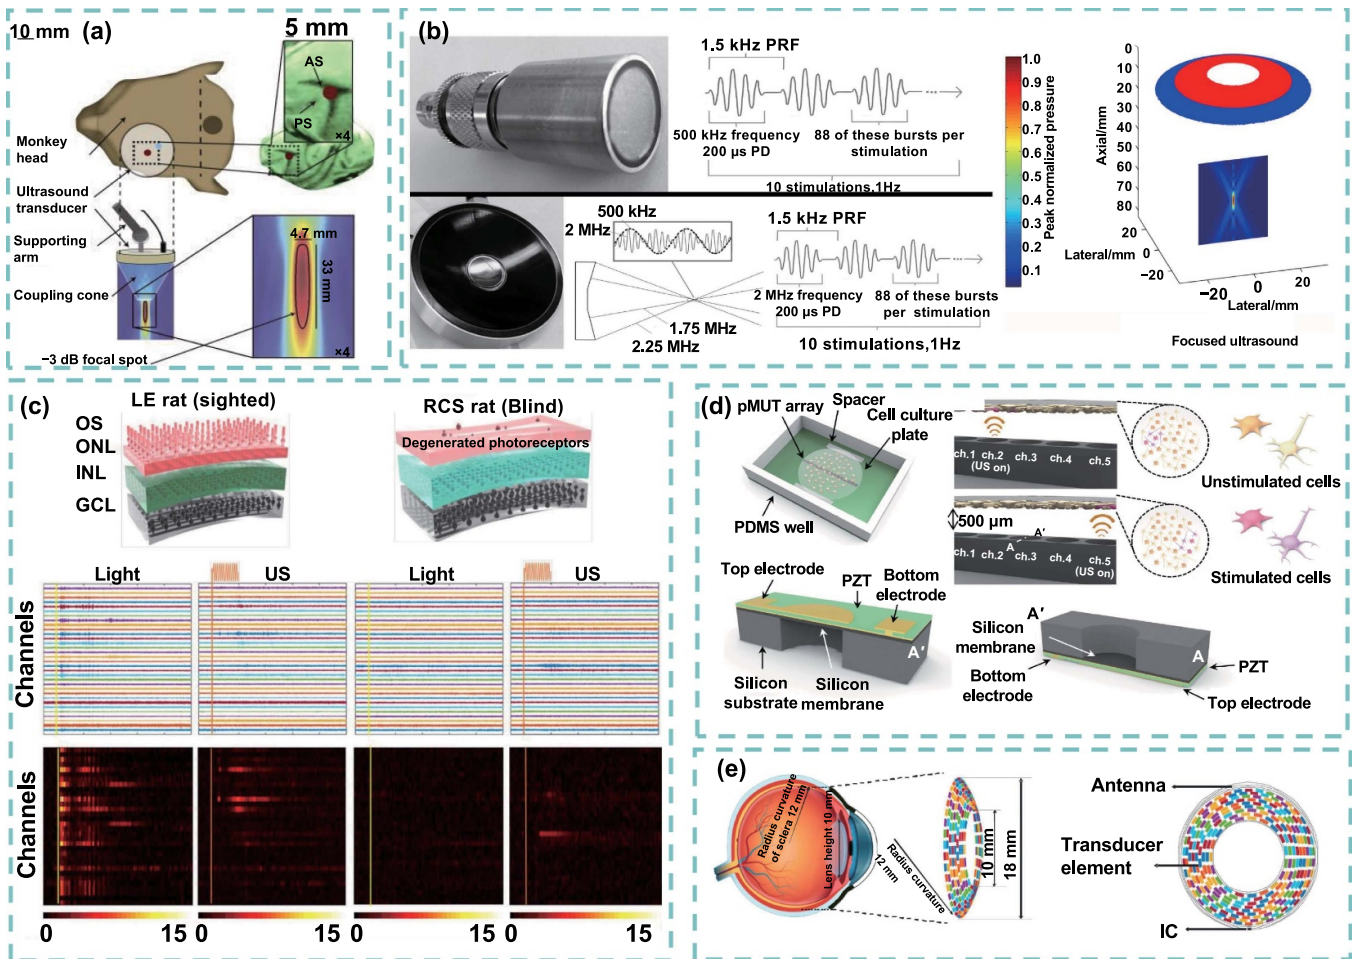 10 mm
(a)
5 mm
AS
PS
×4
Monkey
head
Ultrasound
transducer
Supporting
arm
Coupling cone
4.7 mm
33 mm
×4
−3 dB focal spot
(b)
1.5 kHz PRF
500 kHz frequency
200 μs PD
88 of these bursts per
stimulation
10 stimulations,1Hz
500 kHz
2 MHz
1.75 MHz
2.25 MHz
1.5 kHz PRF
2 MHz frequency
200 μs PD
88 of these bursts
per stimulation
10 stimulations,1Hz
1.0
0.9
0.8
0.7
0.6
0.5
0.4
0.3
0.2
0.1
Peak normalized pressure
0
10
20
30
40
50
60
70
80
Axial/mm
20
0
−20
Lateral/mm
−20
0
20
Lateral/mm
Focused ultrasound
(c)
LE rat (sighted)
OS
ONL
INL
GCL
RCS rat (Blind)
Degenerated photoreceptors
Light
US
Light
US
Channels
Channels
0 15
0 15
0 15
0 15
(d)
pMUT array
Spacer
Cell culture
plate
PDMS well
ch.1 ch.2 ch.3 ch.4 ch.5
(US on)
Unstimulated cells
500 μm
A A′
ch.1 ch.2 ch.3 ch.4 ch.5
(US on)
Stimulated cells
Top electrode
PZT
Bottom
electrode
A′
Silicon
substrate
Silicon
membrane
A′
Silicon
membrane
Bottom
electrode
A
PZT
Top electrode
(e)
Radius curvature
of sclera 12 mm
Lens height 10 mm
Radius curvature
12 mm
10 mm
18 mm
Antenna
Transducer
element
IC